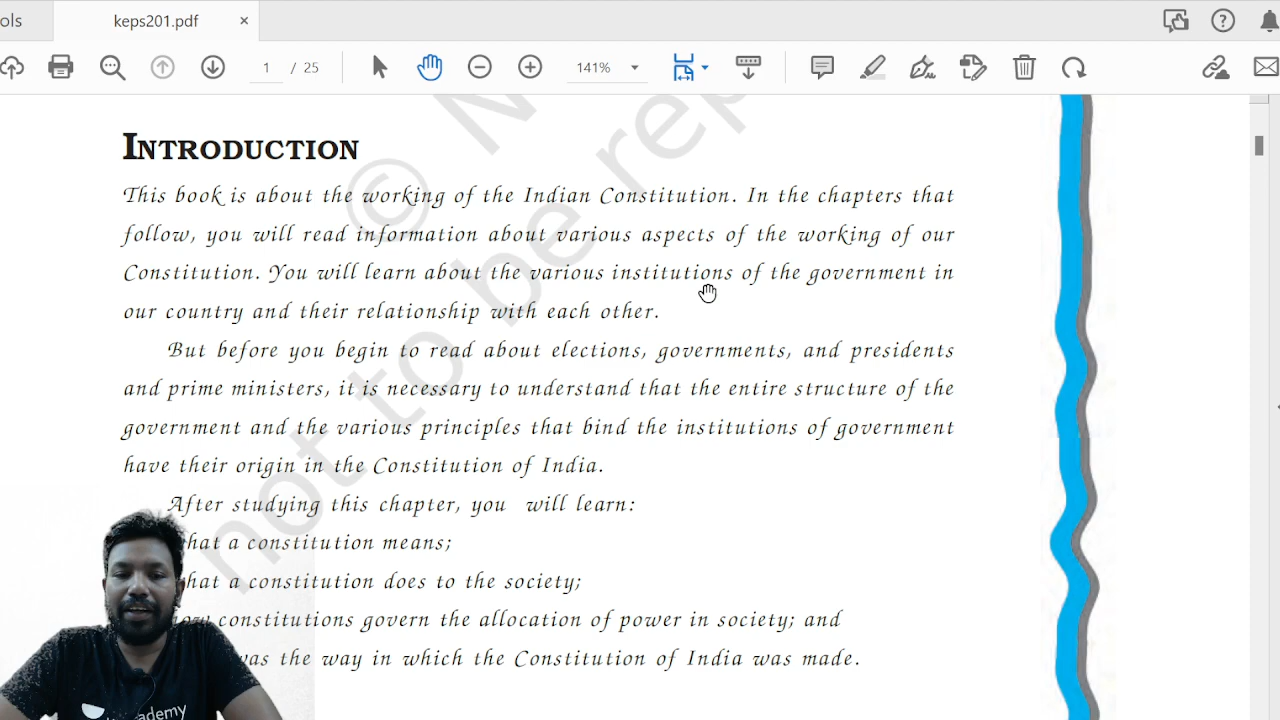 ols
keps201.pdf
1 / 25
141%
INTRODUCTION
This book is about the working of the Indian Constitution. In the chapters that
follow, you will read information about various aspects of the working of our
Constitution. You will learn about the various institutions of the government in
our country and their relationship with each other.
But before you begin to read about elections, governments, and presidents
and prime ministers, it is necessary to understand that the entire structure of the
government and the various principles that bind the institutions of government
have their origin in the Constitution of India.
After studying this chapter, you will learn:
hat a constitution means;
hat a constitution does to the society;
how constitutions govern the allocation of power in society; and
was the way in which the Constitution of India was made.
© N
not to be rep